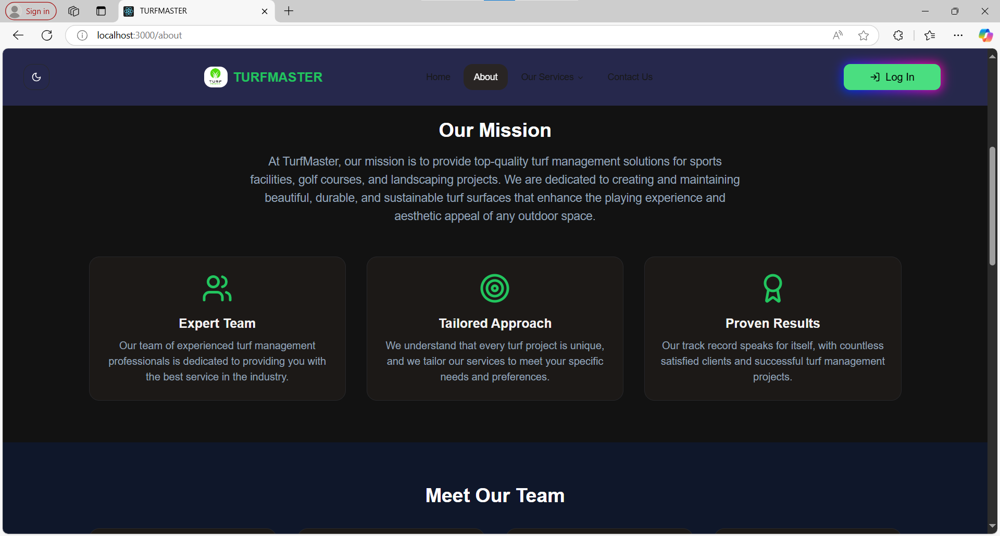 Sign in
TURFMASTER
localhost:3000/about
TURF
TURFMASTER
Home
About
Our Services
Contact Us
Log In
Our Mission
At TurfMaster, our mission is to provide top-quality turf management solutions for sports
facilities, golf courses, and landscaping projects. We are dedicated to creating and maintaining
beautiful, durable, and sustainable turf surfaces that enhance the playing experience and
aesthetic appeal of any outdoor space.
Expert Team
Our team of experienced turf management
professionals is dedicated to providing you with
the best service in the industry.
Tailored Approach
We understand that every turf project is unique,
and we tailor our services to meet your specific
needs and preferences.
Proven Results
Our track record speaks for itself, with countless
satisfied clients and successful turf management
projects.
Meet Our Team